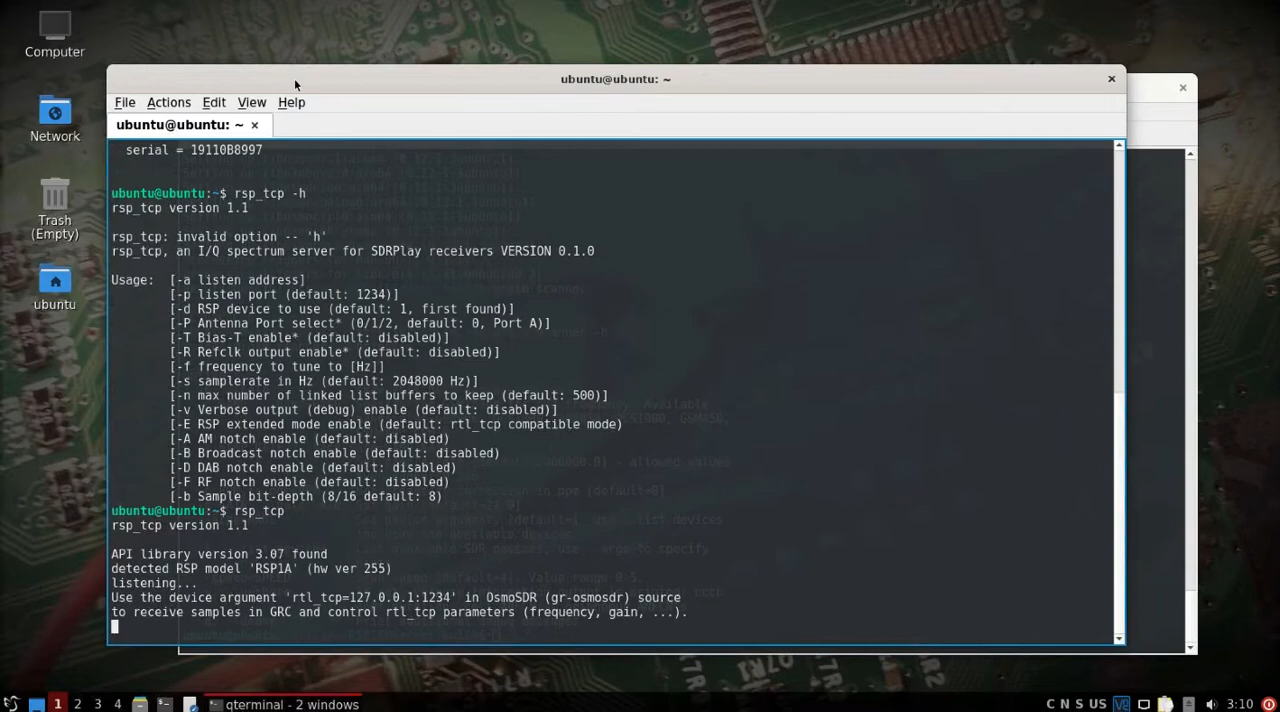 Computer
Network
Trash
(Empty)
ubuntu
ubuntu@ubuntu: ~
File Actions Edit View Help
ubuntu@ubuntu: ~
serial = 19110B8997
ubuntu@ubuntu:~$ rsp_tcp -h
rsp_tcp version 1.1
rsp_tcp: invalid option -- 'h'
rsp_tcp, an I/Q spectrum server for SDRPlay receivers VERSION 0.1.0
Usage: [-a listen address]
[-p listen port (default: 1234)]
[-d RSP device to use (default: 1, first found)]
[-P Antenna Port select* (0/1/2, default: 0, Port A)]
[-T Bias-T enable* (default: disabled)]
[-R Refclk output enable* (default: disabled)]
[-f frequency to tune to [Hz]]
[-s samplerate in Hz (default: 2048000 Hz)]
[-n max number of linked list buffers to keep (default: 500)]
[-v Verbose output (debug) enable (default: disabled)]
[-E RSP extended mode enable (default: rtl_tcp compatible mode)
[-A AM notch enable (default: disabled)
[-B Broadcast notch enable (default: disabled)
[-D DAB notch enable (default: disabled)
[-F RF notch enable (default: disabled)
[-b Sample bit-depth (8/16 default: 8)
ubuntu@ubuntu:~$ rsp_tcp
rsp_tcp version 1.1
API library version 3.07 found
detected RSP model 'RSP1A' (hw ver 255)
listening...
Use the device argument 'rtl_tcp=127.0.0.1:1234' in OsmoSDR (gr-osmosdr) source
to receive samples in GRC and control rtl_tcp parameters (frequency, gain, ...).
1 2 3 4 qterminal - 2 windows C N S US 3:10